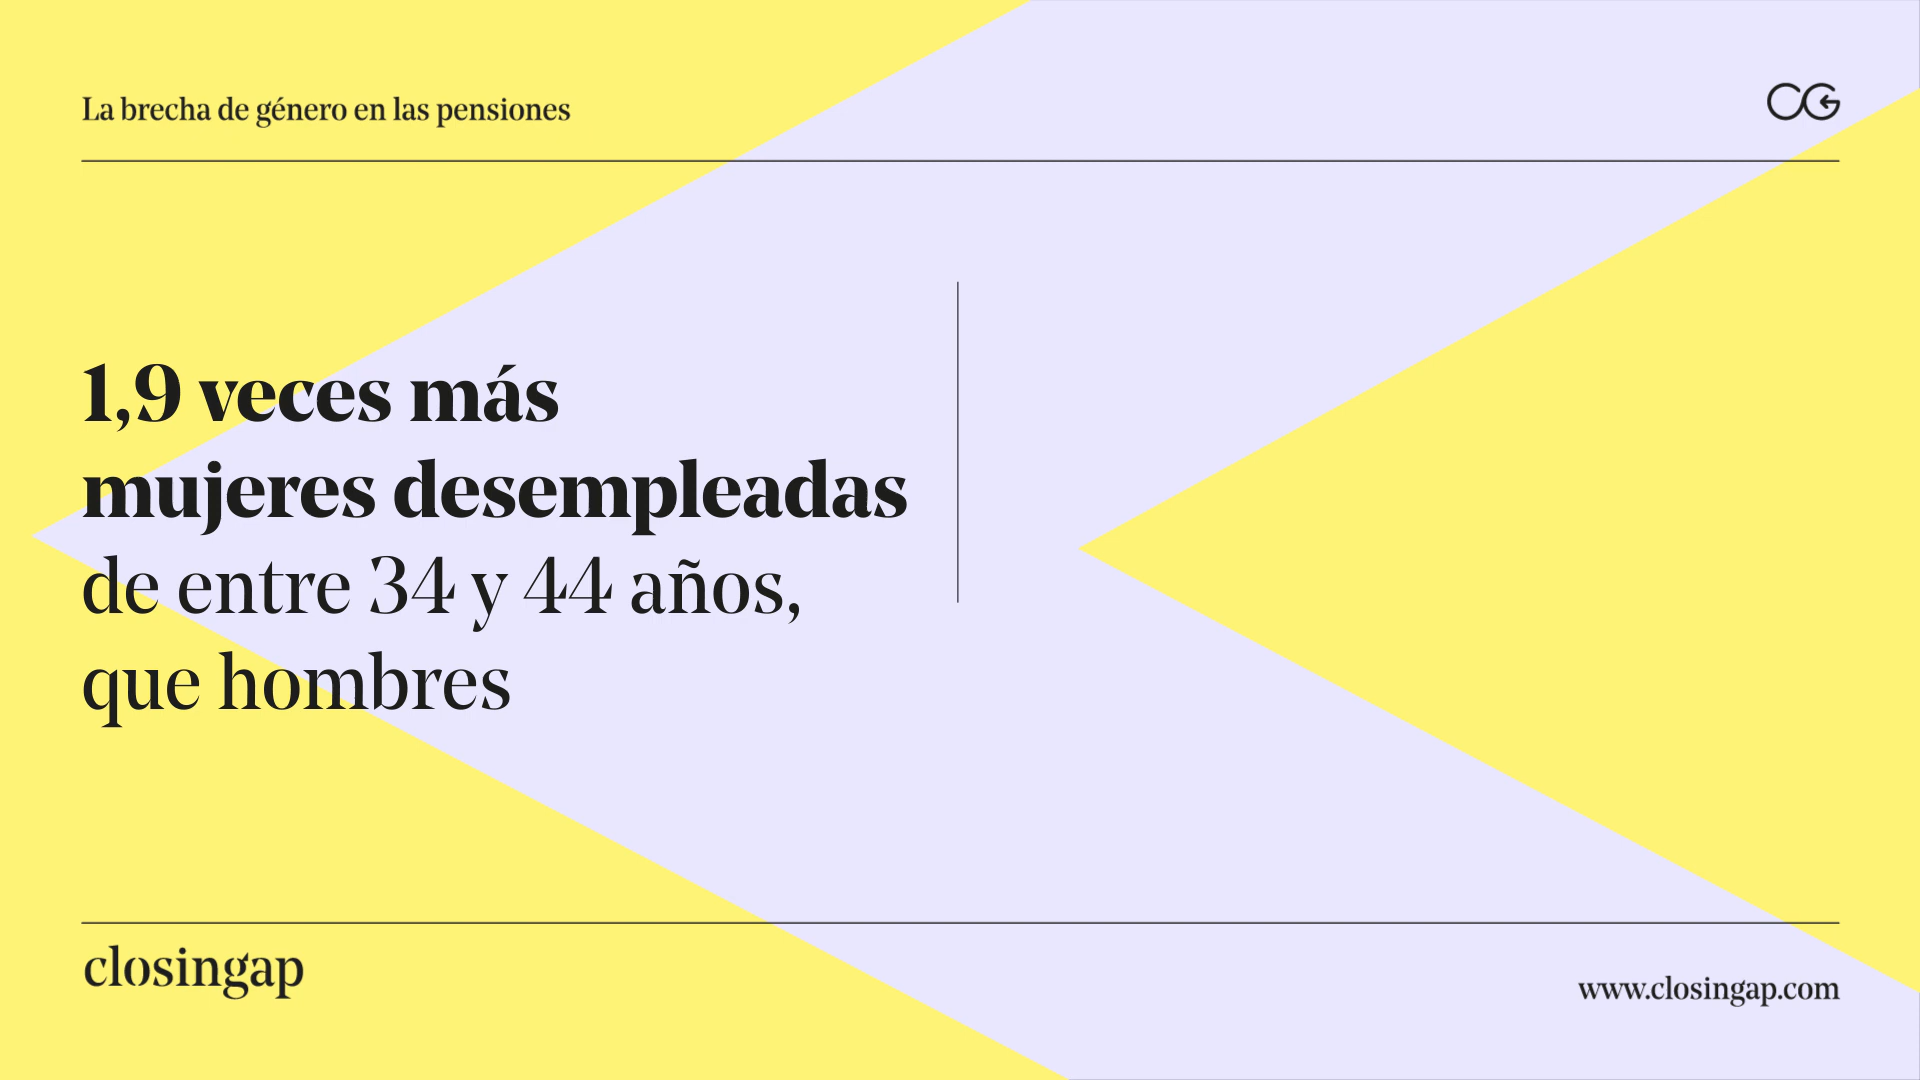 La brecha de género en las pensiones
CG
1,9 veces más
mujeres desempleadas
de entre 34 y 44 años,
que hombres
closingap
www.closingap.com